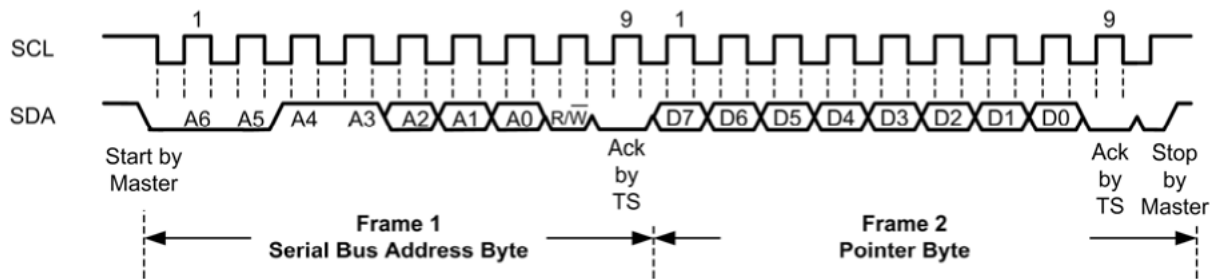 1 9 1 9
SCL
SDA A6 A5 A4 A3 A2 A1 A0 R/W̅ D7 D6 D5 D4 D3 D2 D1 D0
Start by
Master
Ack
by
TS
Ack
by
TS
Stop
by
Master
Frame 1
Serial Bus Address Byte
Frame 2
Pointer Byte